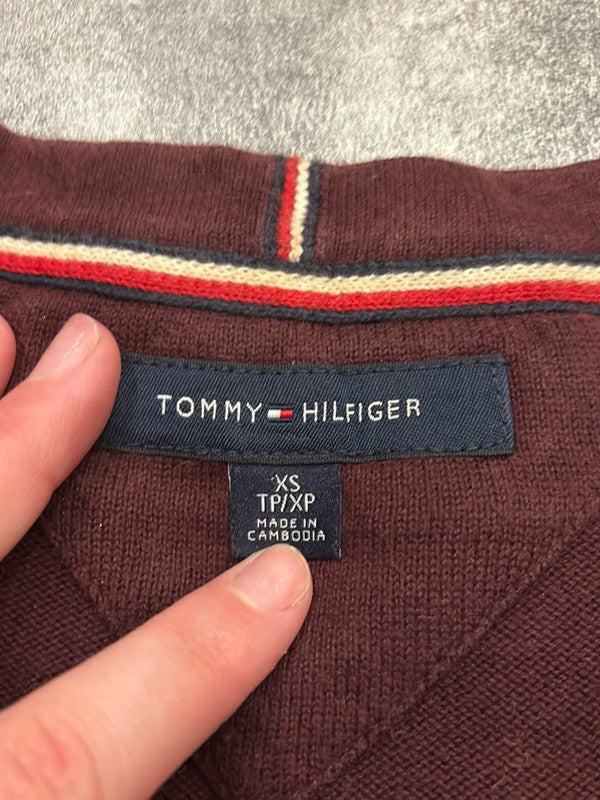 TOMMY HILFIGER
XS
TP/XP
MADE IN
CAMBODIA